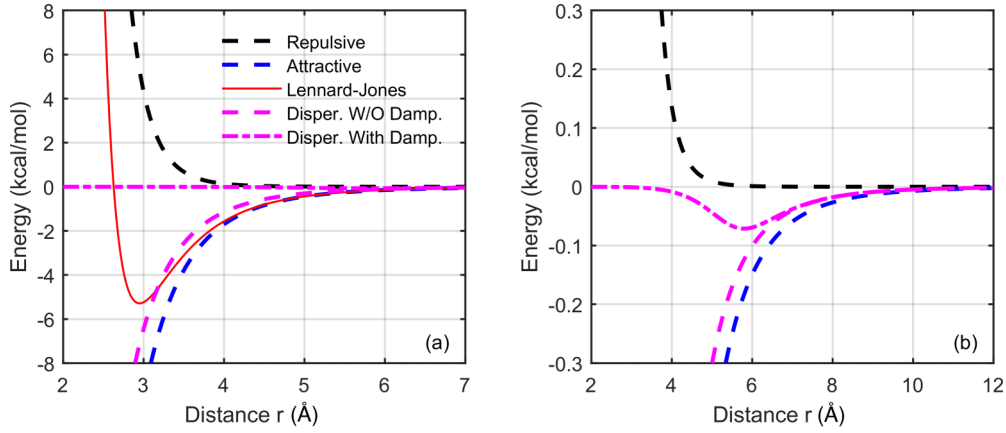 8
6
4
2
0
-2
-4
-6
-8
Energy (kcal/mol)
Repulsive
Attractive
Lennard-Jones
Disper. W/O Damp.
Disper. With Damp.
(a)
2 3 4 5 6 7
Distance r (Å)
0.3
0.2
0.1
0
-0.1
-0.2
-0.3
Energy (kcal/mol)
(b)
2 4 6 8 10 12
Distance r (Å)